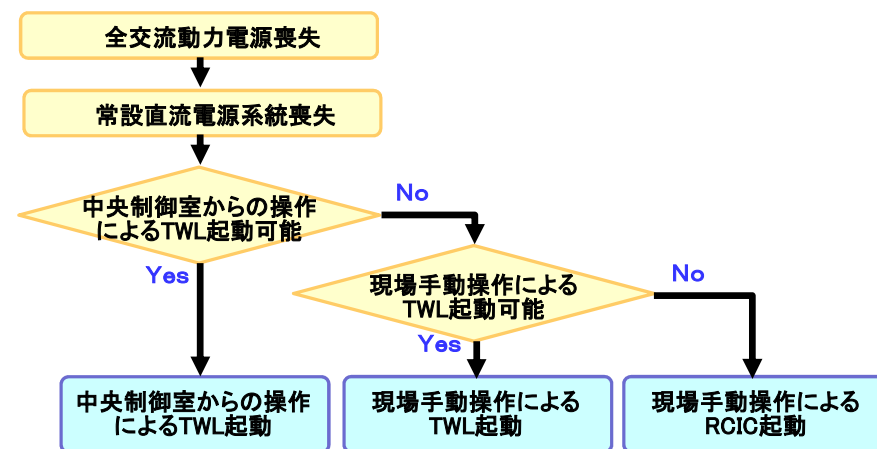 全交流動力電源喪失
常設直流電源系統喪失
中央制御室からの操作
によるTWL起動可能
No
Yes
現場手動操作による
TWL起動可能
No
Yes
中央制御室からの操作
によるTWL起動
現場手動操作による
TWL起動
現場手動操作による
RCIC起動